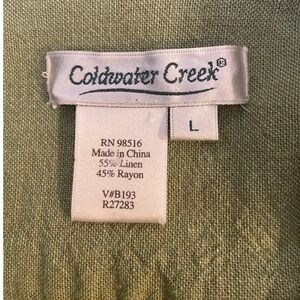 Coldwater Creek®
L
RN 98516
Made in China
55% Linen
45% Rayon
V#B193
R27283